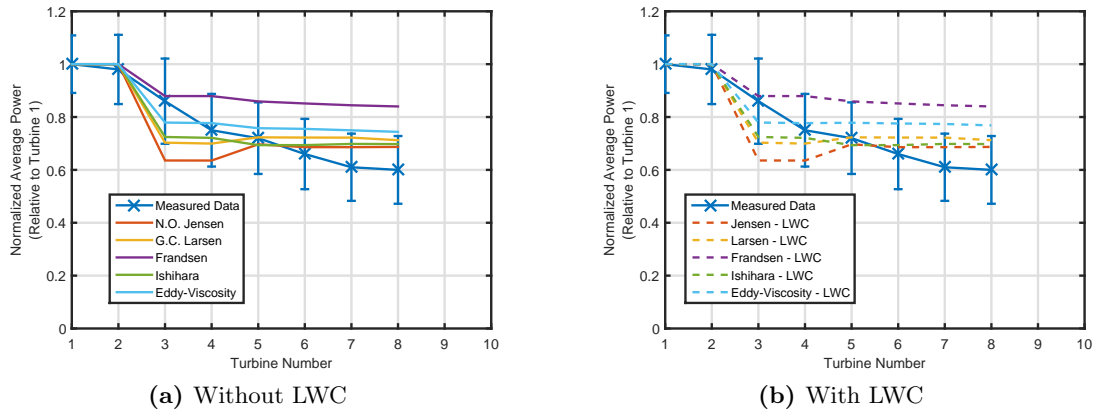 Normalized Average Power
(Relative to Turbine 1)
1.2
1
0.8
0.6
0.4
0.2
0
Measured Data
N.O. Jensen
G.C. Larsen
Frandsen
Ishihara
Eddy-Viscosity
1 2 3 4 5 6 7 8 9 10
Turbine Number
(a) Without LWC
Normalized Average Power
(Relative to Turbine 1)
1.2
1
0.8
0.6
0.4
0.2
0
Measured Data
Jensen - LWC
Larsen - LWC
Frandsen - LWC
Ishihara - LWC
Eddy-Viscosity - LWC
1 2 3 4 5 6 7 8 9 10
Turbine Number
(b) With LWC